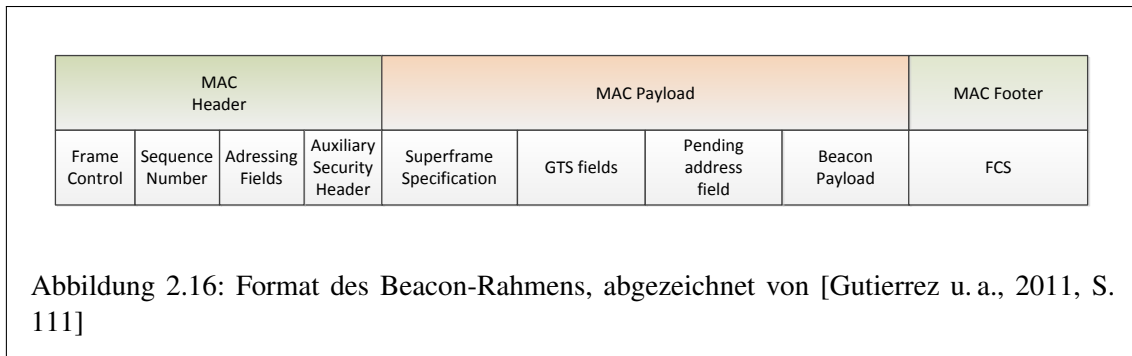 MAC
Header
MAC Payload
MAC Footer
Frame
Control
Sequence
Number
Adressing
Fields
Auxiliary
Security
Header
Superframe
Specification
GTS fields
Pending
address
field
Beacon
Payload
FCS
Abbildung 2.16: Format des Beacon-Rahmens, abgezeichnet von [Gutierrez u. a., 2011, S.
111]